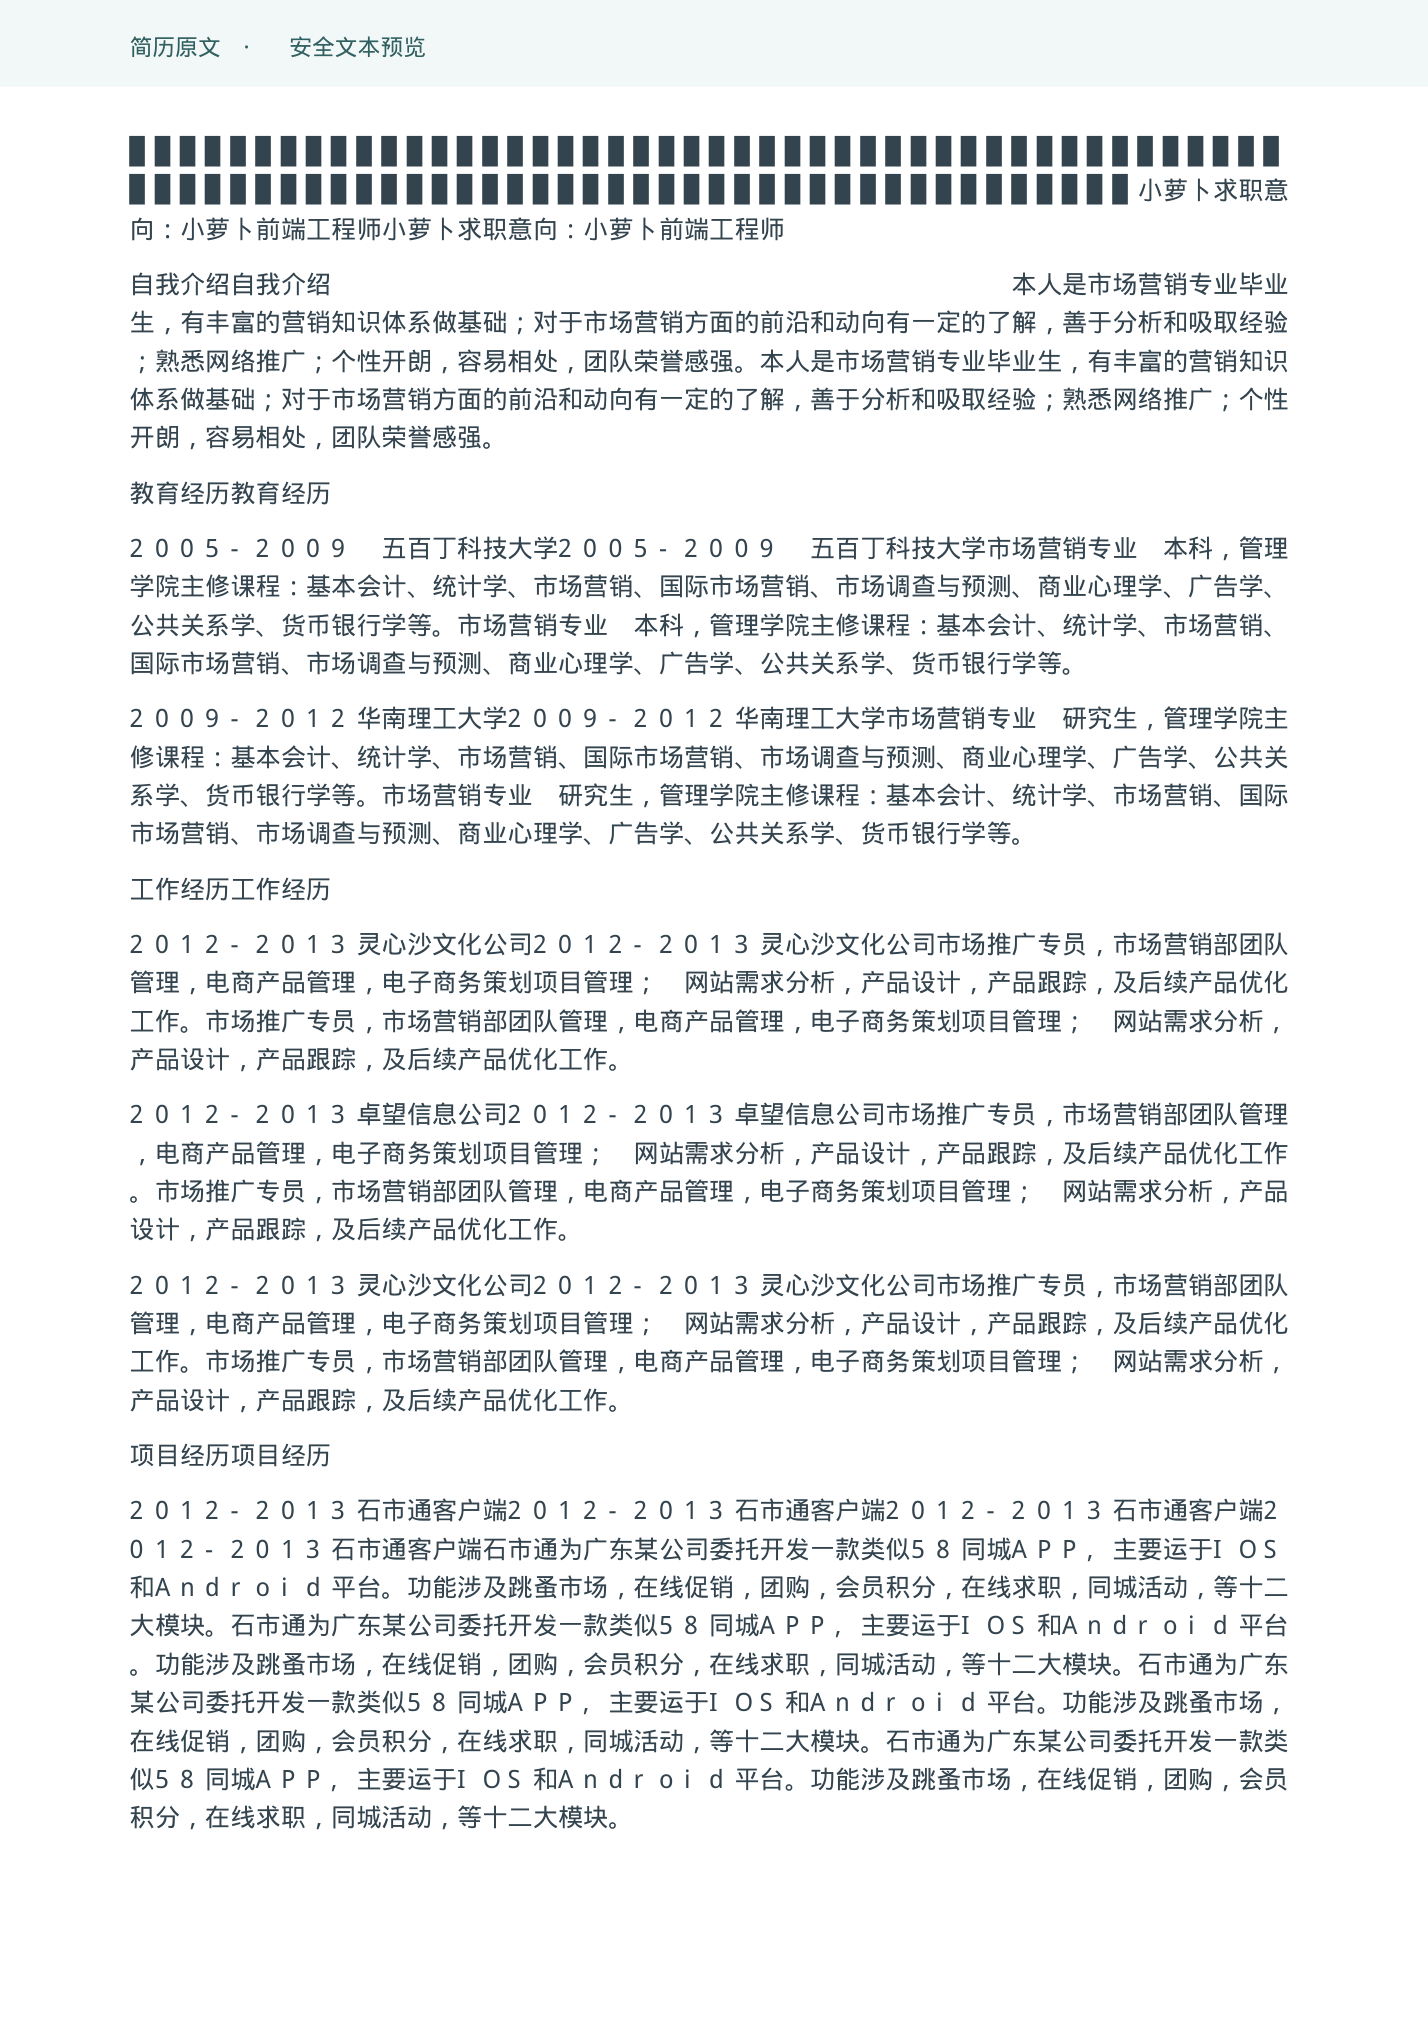 简历原文 · 安全文本预览
小萝卜求职意
向：小萝卜前端工程师小萝卜求职意向：小萝卜前端工程师
自我介绍自我介绍 本人是市场营销专业毕业
生，有丰富的营销知识体系做基础；对于市场营销方面的前沿和动向有一定的了解，善于分析和吸取经验
；熟悉网络推广；个性开朗，容易相处，团队荣誉感强。本人是市场营销专业毕业生，有丰富的营销知识
体系做基础；对于市场营销方面的前沿和动向有一定的了解，善于分析和吸取经验；熟悉网络推广；个性
开朗，容易相处，团队荣誉感强。
教育经历教育经历
2005-2009 五百丁科技大学2005-2009 五百丁科技大学市场营销专业 本科，管理
学院主修课程：基本会计、统计学、市场营销、国际市场营销、市场调查与预测、商业心理学、广告学、
公共关系学、货币银行学等。市场营销专业 本科，管理学院主修课程：基本会计、统计学、市场营销、
国际市场营销、市场调查与预测、商业心理学、广告学、公共关系学、货币银行学等。
2009-2012华南理工大学2009-2012华南理工大学市场营销专业 研究生，管理学院主
修课程：基本会计、统计学、市场营销、国际市场营销、市场调查与预测、商业心理学、广告学、公共关
系学、货币银行学等。市场营销专业 研究生，管理学院主修课程：基本会计、统计学、市场营销、国际
市场营销、市场调查与预测、商业心理学、广告学、公共关系学、货币银行学等。
工作经历工作经历
2012-2013灵心沙文化公司2012-2013灵心沙文化公司市场推广专员，市场营销部团队
管理，电商产品管理，电子商务策划项目管理； 网站需求分析，产品设计，产品跟踪，及后续产品优化
工作。市场推广专员，市场营销部团队管理，电商产品管理，电子商务策划项目管理； 网站需求分析，
产品设计，产品跟踪，及后续产品优化工作。
2012-2013卓望信息公司2012-2013卓望信息公司市场推广专员，市场营销部团队管理
，电商产品管理，电子商务策划项目管理； 网站需求分析，产品设计，产品跟踪，及后续产品优化工作
。市场推广专员，市场营销部团队管理，电商产品管理，电子商务策划项目管理； 网站需求分析，产品
设计，产品跟踪，及后续产品优化工作。
2012-2013灵心沙文化公司2012-2013灵心沙文化公司市场推广专员，市场营销部团队
管理，电商产品管理，电子商务策划项目管理； 网站需求分析，产品设计，产品跟踪，及后续产品优化
工作。市场推广专员，市场营销部团队管理，电商产品管理，电子商务策划项目管理； 网站需求分析，
产品设计，产品跟踪，及后续产品优化工作。
项目经历项目经历
2012-2013石市通客户端2012-2013石市通客户端2012-2013石市通客户端2
012-2013石市通客户端石市通为广东某公司委托开发一款类似58同城APP，主要运于IOS
和Android平台。功能涉及跳蚤市场，在线促销，团购，会员积分，在线求职，同城活动，等十二
大模块。石市通为广东某公司委托开发一款类似58同城APP，主要运于IOS和Android平台
。功能涉及跳蚤市场，在线促销，团购，会员积分，在线求职，同城活动，等十二大模块。石市通为广东
某公司委托开发一款类似58同城APP，主要运于IOS和Android平台。功能涉及跳蚤市场，
在线促销，团购，会员积分，在线求职，同城活动，等十二大模块。石市通为广东某公司委托开发一款类
似58同城APP，主要运于IOS和Android平台。功能涉及跳蚤市场，在线促销，团购，会员
积分，在线求职，同城活动，等十二大模块。